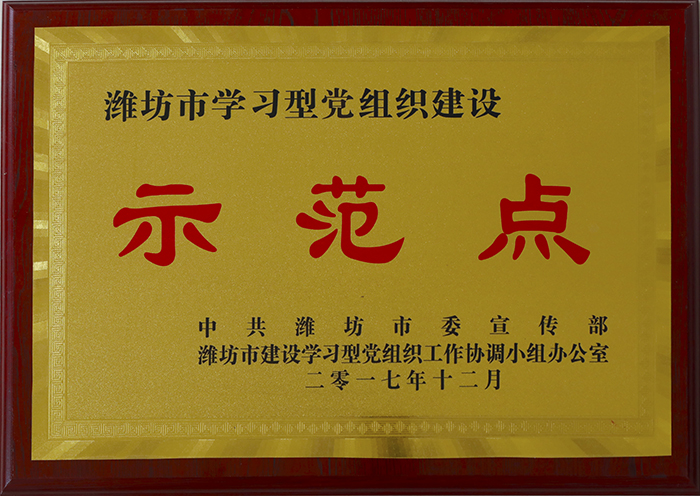 潍坊市学习型党组织建设
示范点
中共潍坊市委宣传部
潍坊市建设学习型党组织工作协调小组办公室
二零一七年十二月